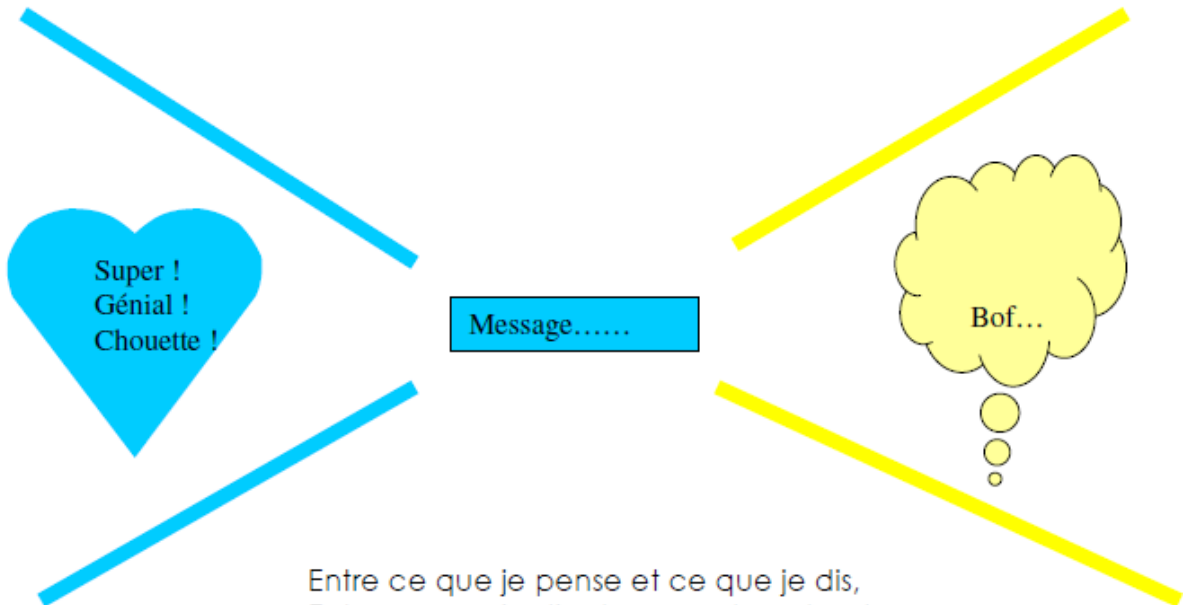 Super !
Génial !
Chouette !
Message……
Bof…
Entre ce que je pense et ce que je dis,